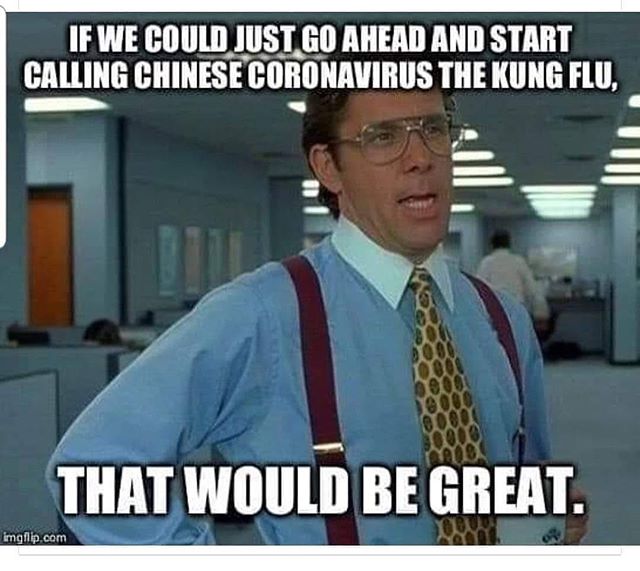 IF WE COULD JUST GO AHEAD AND START
CALLING CHINESE CORONAVIRUS THE KUNG FLU,
THAT WOULD BE GREAT.
imgflip.com